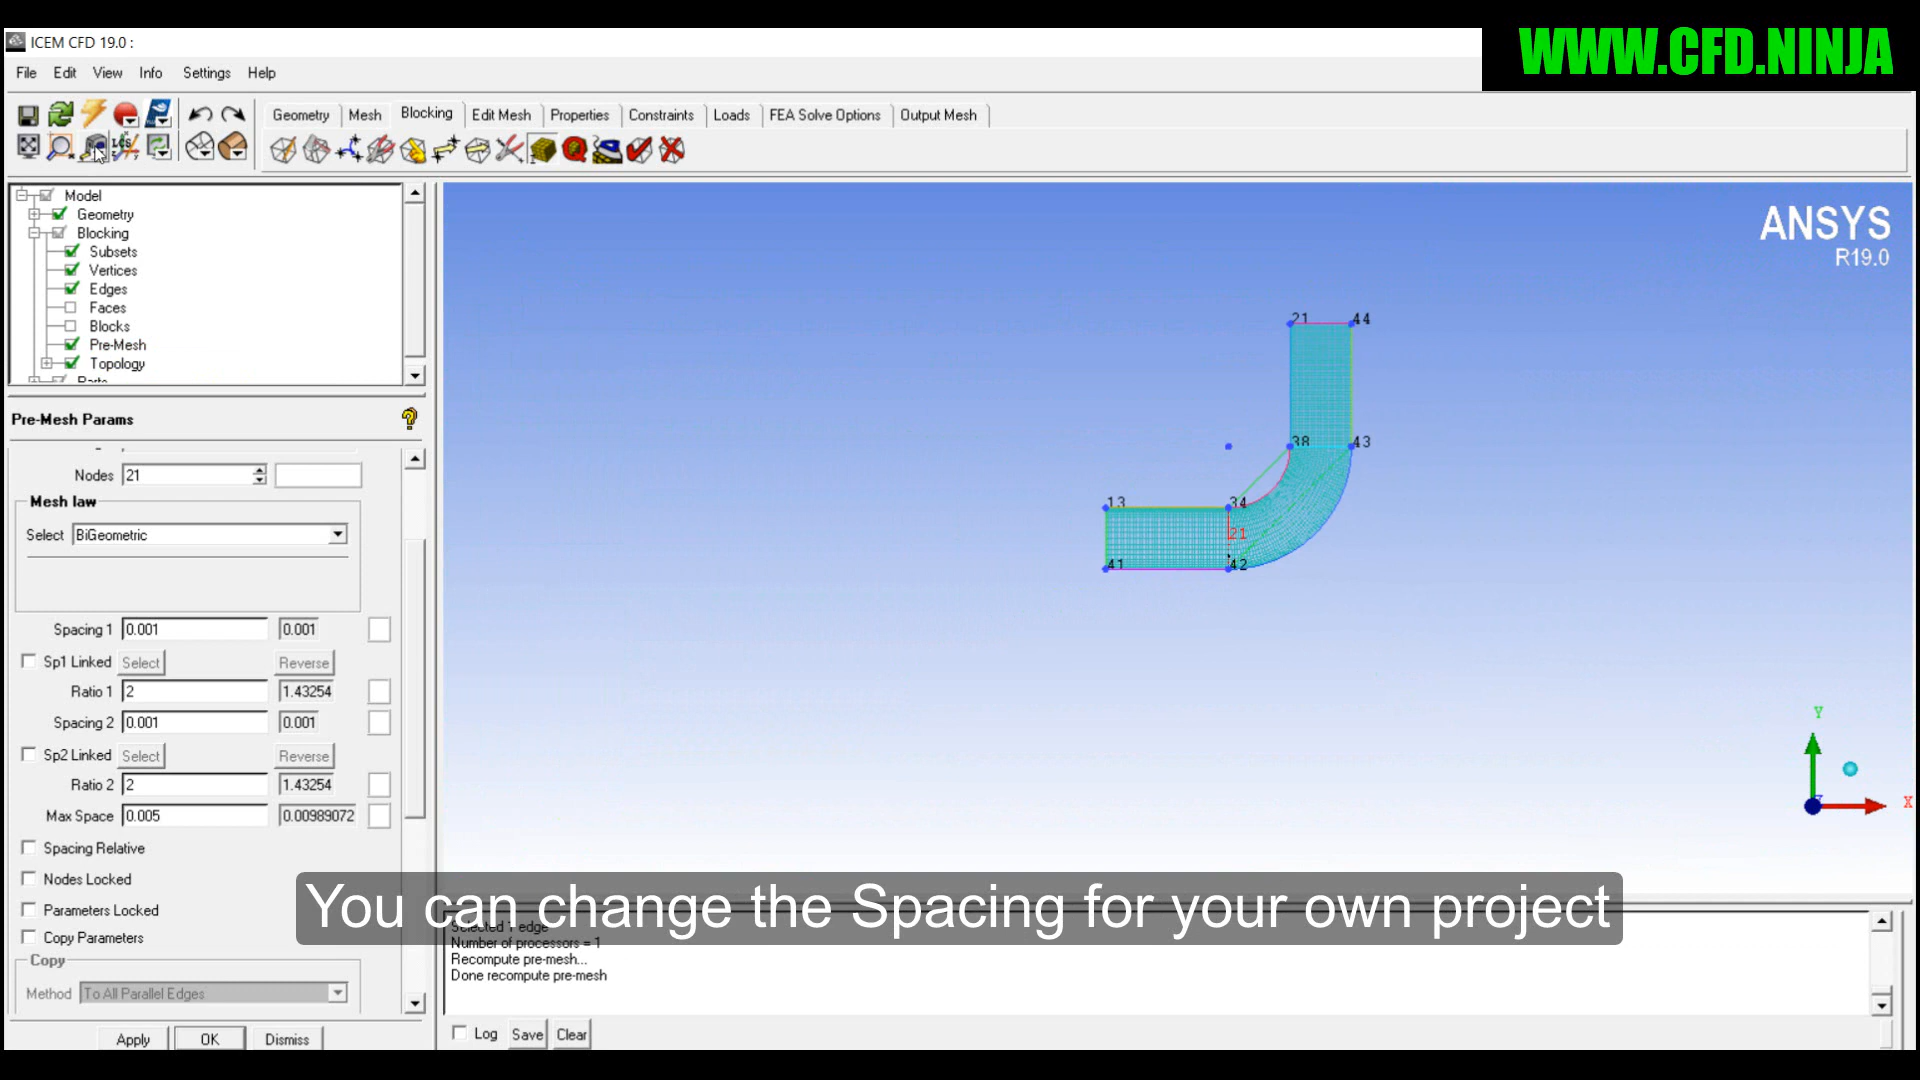 WWW.CFD.NINJA
ICEM CFD 19.0 :
File Edit View Info Settings Help
Geometry Mesh Blocking Edit Mesh Properties Constraints Loads FEA Solve Options Output Mesh
LCS
Model
Geometry
Blocking
Subsets
Vertices
Edges
Faces
Blocks
Pre-Mesh
Topology
Parts
Pre-Mesh Params
Nodes 21
Mesh law
Select BiGeometric
Spacing 1 0.001 0.001
Sp1 Linked Select Reverse
Ratio 1 2 1.43254
Spacing 2 0.001 0.001
Sp2 Linked Select Reverse
Ratio 2 2 1.43254
Max Space 0.005 0.00989072
Spacing Relative
Nodes Locked
Parameters Locked
Copy Parameters
Copy
Method To All Parallel Edges
Apply OK Dismiss
ANSYS
R19.0
21 44
38 43
13 34
21
41 42
Y
Z X
You can change the Spacing for your own project
Selected 1 edge
Number of processors = 1
Recompute pre-mesh...
Done recompute pre-mesh
Log Save Clear